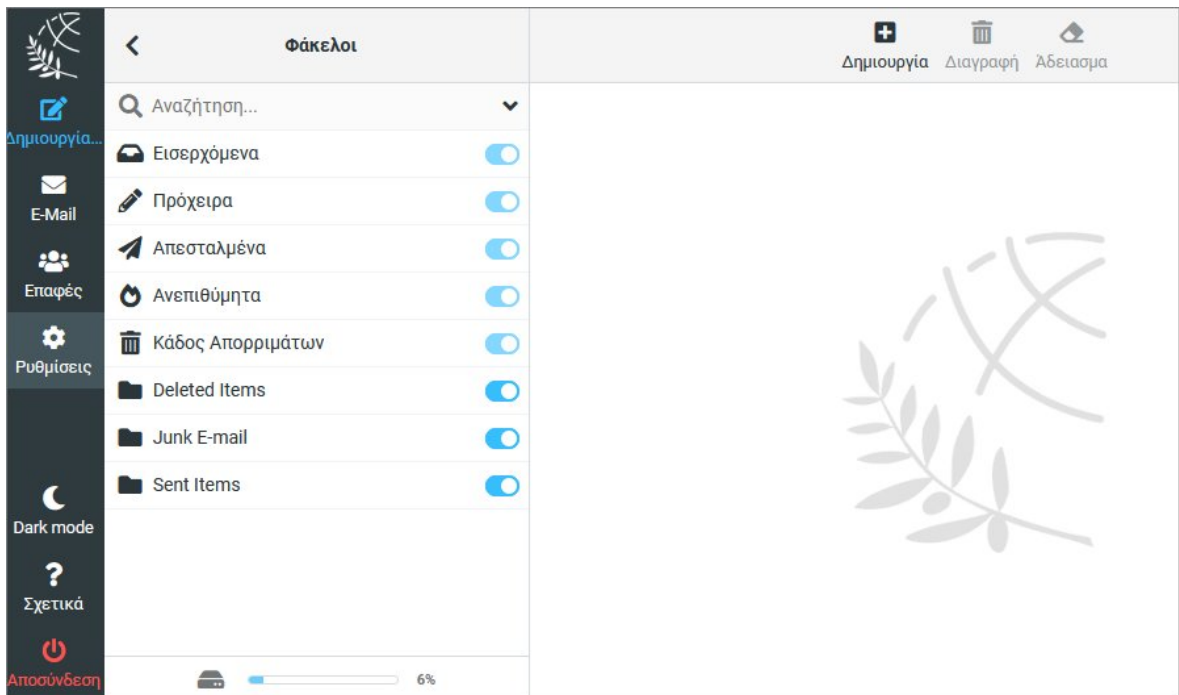 Φάκελοι
Δημιουργία Διαγραφή Άδειασμα
Δημιουργία...
E-Mail
Επαφές
Ρυθμίσεις
Dark mode
Σχετικά
Αποσύνδεση
Αναζήτηση...
Εισερχόμενα
Πρόχειρα
Απεσταλμένα
Ανεπιθύμητα
Κάδος Απορριμάτων
Deleted Items
Junk E-mail
Sent Items
6%